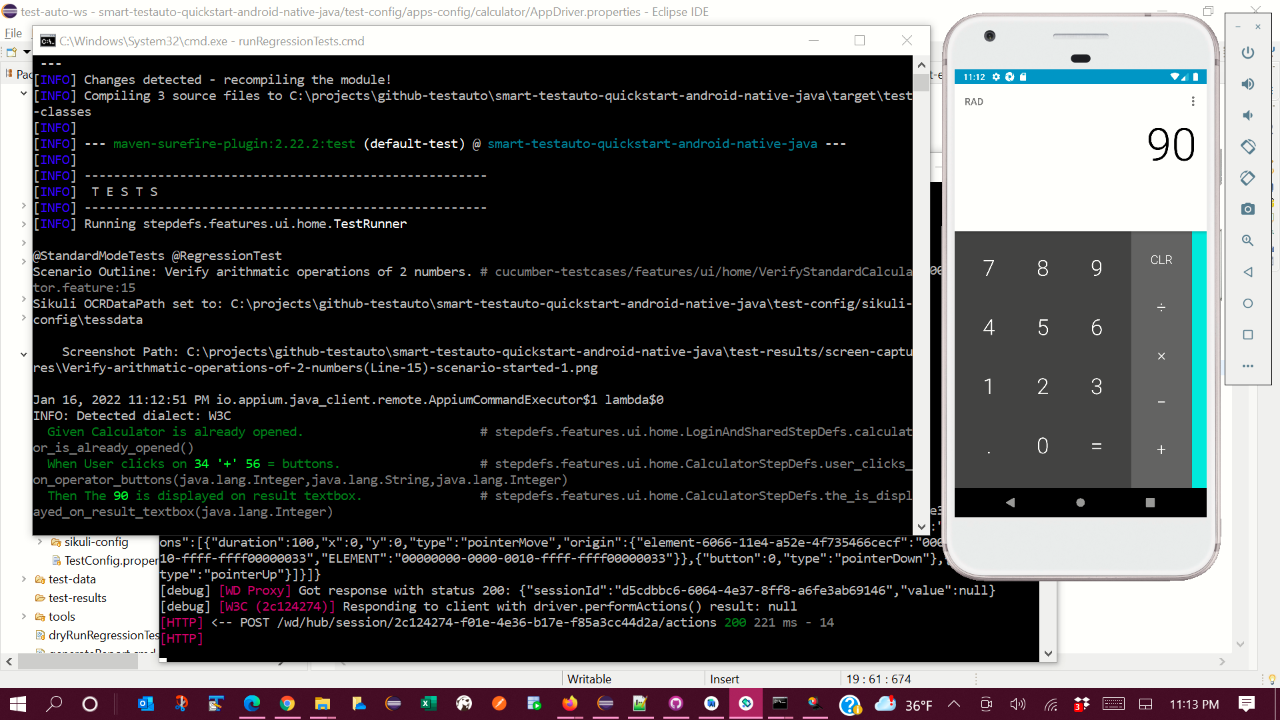 test-auto-ws - smart-testauto-quickstart-android-native-java/test-config/apps-config/calculator/AppDriver.properties - Eclipse IDE
File
C:\Windows\System32\cmd.exe - runRegressionTests.cmd
---
[INFO] Changes detected - recompiling the module!
[INFO] Compiling 3 source files to C:\projects\github-testauto\smart-testauto-quickstart-android-native-java\target\test
-classes
[INFO]
[INFO] --- maven-surefire-plugin:2.22.2:test (default-test) @ smart-testauto-quickstart-android-native-java ---
[INFO]
[INFO] -------------------------------------------------------
[INFO]  T E S T S
[INFO] -------------------------------------------------------
[INFO] Running stepdefs.features.ui.home.TestRunner
@StandardModeTests @RegressionTest
Scenario Outline: Verify arithmatic operations of 2 numbers. # cucumber-testcases/features/ui/home/VerifyStandardCalcula
tor.feature:15
Sikuli OCRDataPath set to: C:\projects\github-testauto\smart-testauto-quickstart-android-native-java\test-config/sikuli-
config\tessdata
Screenshot Path: C:\projects\github-testauto\smart-testauto-quickstart-android-native-java\test-results/screen-captu
res\Verify-arithmatic-operations-of-2-numbers(Line-15)-scenario-started-1.png
Jan 16, 2022 11:12:51 PM io.appium.java_client.remote.AppiumCommandExecutor$1 lambda$0
INFO: Detected dialect: W3C
Given Calculator is already opened. # stepdefs.features.ui.home.LoginAndSharedStepDefs.calculat
or_is_already_opened()
When User clicks on 34 '+' 56 = buttons. # stepdefs.features.ui.home.CalculatorStepDefs.user_clicks_
on_operator_buttons(java.lang.Integer,java.lang.String,java.lang.Integer)
Then The 90 is displayed on result textbox. # stepdefs.features.ui.home.CalculatorStepDefs.the_is_displ
ayed_on_result_textbox(java.lang.Integer)
ons":[{"duration":100,"x":0,"y":0,"type":"pointerMove","origin":{"element-6066-11e4-a52e-4f735466cecf":"000
10-ffff-ffff00000033","ELEMENT":"00000000-0000-0010-ffff-ffff00000033"}},{"button":0,"type":"pointerDown"},
type":"pointerUp"}]}]}
[debug] [WD Proxy] Got response with status 200: {"sessionId":"d5cdbbc6-6064-4e37-8ff8-a6fe3ab69146","value":null}
[debug] [W3C (2c124274)] Responding to client with driver.performActions() result: null
[HTTP] <-- POST /wd/hub/session/2c124274-f01e-4e36-b17e-f85a3cc44d2a/actions 200 221 ms - 14
[HTTP]
sikuli-config
TestConfig.proper
test-data
test-results
tools
dryRunRegressionTes
11:12
RAD
90
7 8 9 CLR
÷
4 5 6
×
1 2 3
−
. 0 = +
Writable
Insert
19 : 61 : 674
36°F
11:13 PM